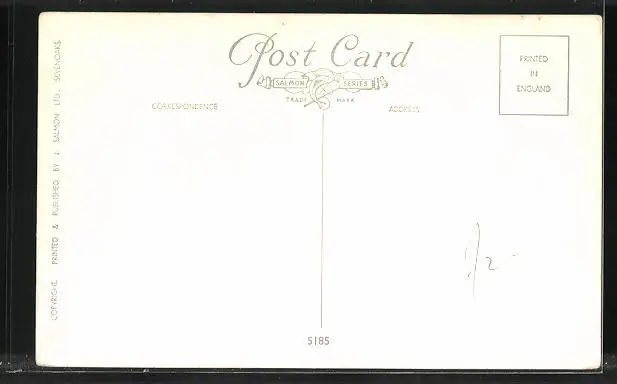 Post Card
SALMON SERIES
TRADE MARK
CORRESPONDENCE
ADDRESS
PRINTED
IN
ENGLAND
COPYRIGHT. PRINTED & PUBLISHED BY J. SALMON LTD., SEVENOAKS
5185